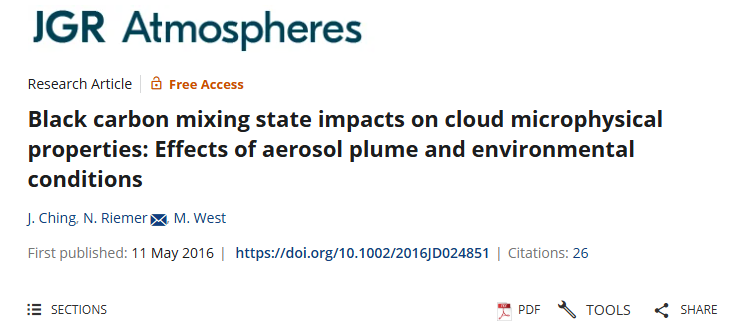 JGR Atmospheres
Research Article Free Access
Black carbon mixing state impacts on cloud microphysical
properties: Effects of aerosol plume and environmental
conditions
J. Ching, N. Riemer, M. West
First published: 11 May 2016 | https://doi.org/10.1002/2016JD024851 | Citations: 26
SECTIONS PDF TOOLS SHARE